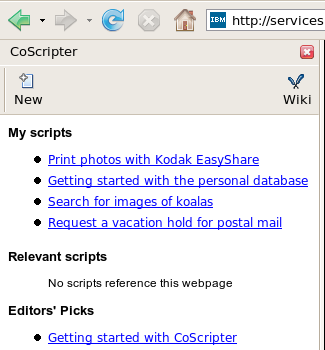 IBM http://services
CoScripter
New Wiki
My scripts
Print photos with Kodak EasyShare
Getting started with the personal database
Search for images of koalas
Request a vacation hold for postal mail
Relevant scripts
No scripts reference this webpage
Editors' Picks
Getting started with CoScripter